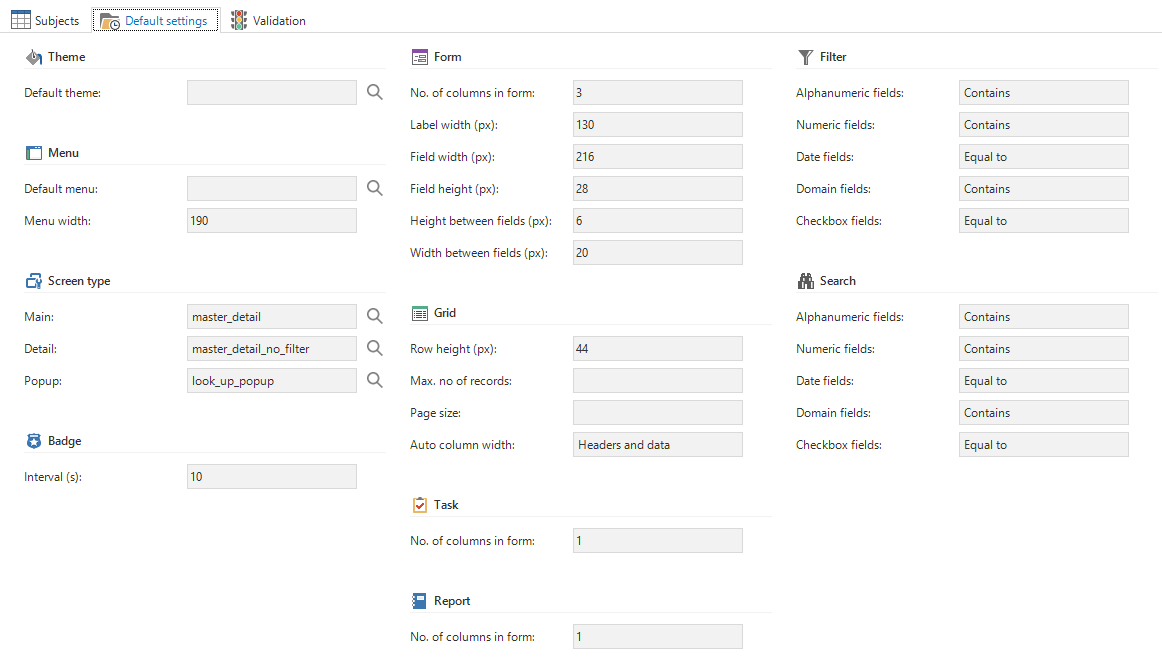 Subjects
Default settings
Validation
Theme
Default theme:
Menu
Default menu:
Menu width: 190
Screen type
Main: master_detail
Detail: master_detail_no_filter
Popup: look_up_popup
Badge
Interval (s): 10
Form
No. of columns in form: 3
Label width (px): 130
Field width (px): 216
Field height (px): 28
Height between fields (px): 6
Width between fields (px): 20
Grid
Row height (px): 44
Max. no of records:
Page size:
Auto column width: Headers and data
Task
No. of columns in form: 1
Report
No. of columns in form: 1
Filter
Alphanumeric fields: Contains
Numeric fields: Contains
Date fields: Equal to
Domain fields: Contains
Checkbox fields: Equal to
Search
Alphanumeric fields: Contains
Numeric fields: Contains
Date fields: Equal to
Domain fields: Contains
Checkbox fields: Equal to